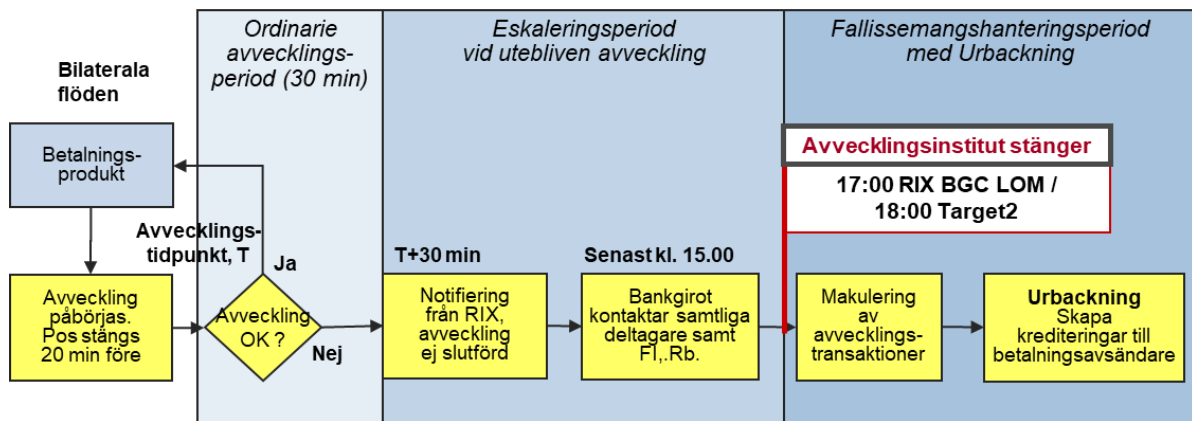 Ordinarie
avvecklings-
period (30 min)
Eskaleringsperiod
vid utebliven avveckling
Fallissemangshanteringsperiod
med Urbackning
Bilaterala
flöden
Betalnings-
produkt
Avvecklings-
tidpunkt, T
Ja
Avveckling
påbörjas.
Pos stängs
20 min före
Avveckling
OK ?
Nej
T+30 min
Notifiering
från RIX,
avveckling
ej slutförd
Senast kl. 15.00
Bankgirot
kontaktar samtliga
deltagare samt
FI,.Rb.
Avvecklingsinstitut stänger
17:00 RIX BGC LOM /
18:00 Target2
Makulering
av
avvecklings-
transaktioner
Urbackning
Skapa
krediteringar till
betalningsavsändare